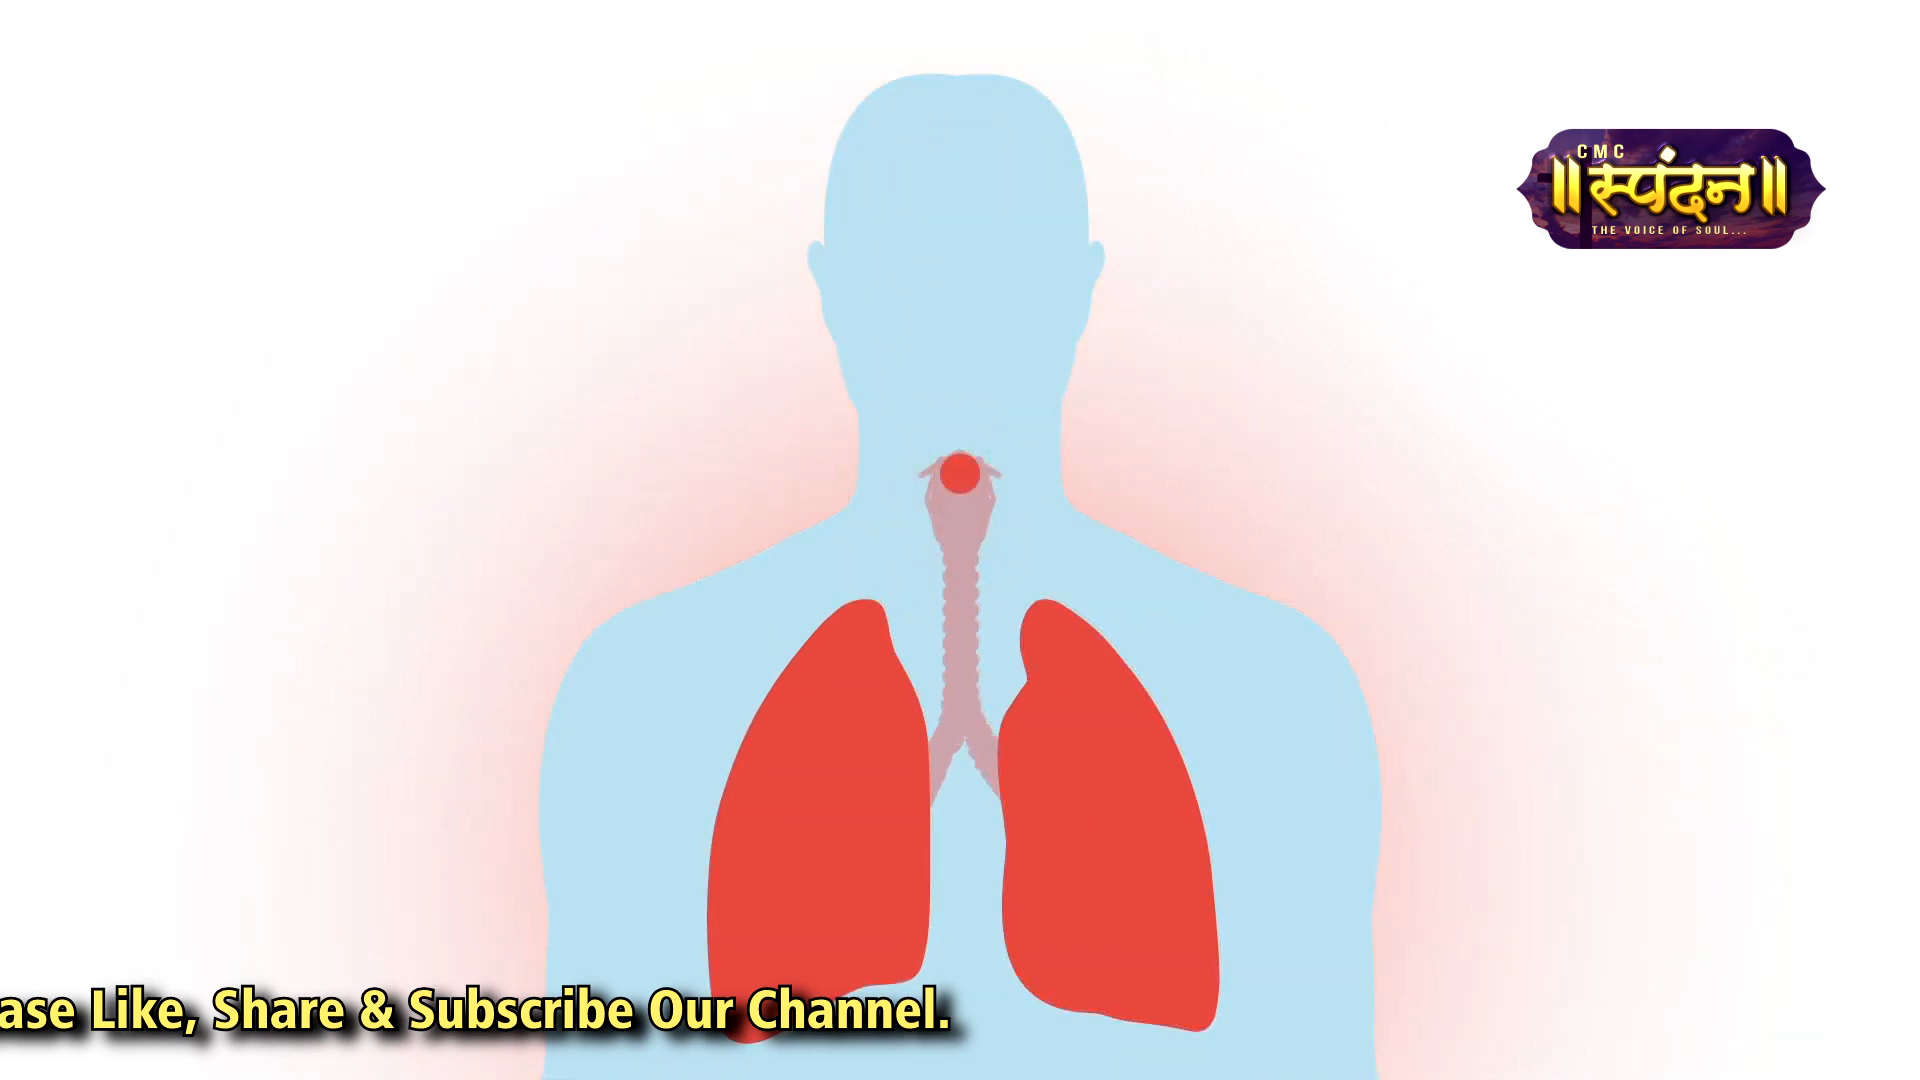 CMC
॥स्पंदन॥
THE VOICE OF SOUL...
ase Like, Share & Subscribe Our Channel.